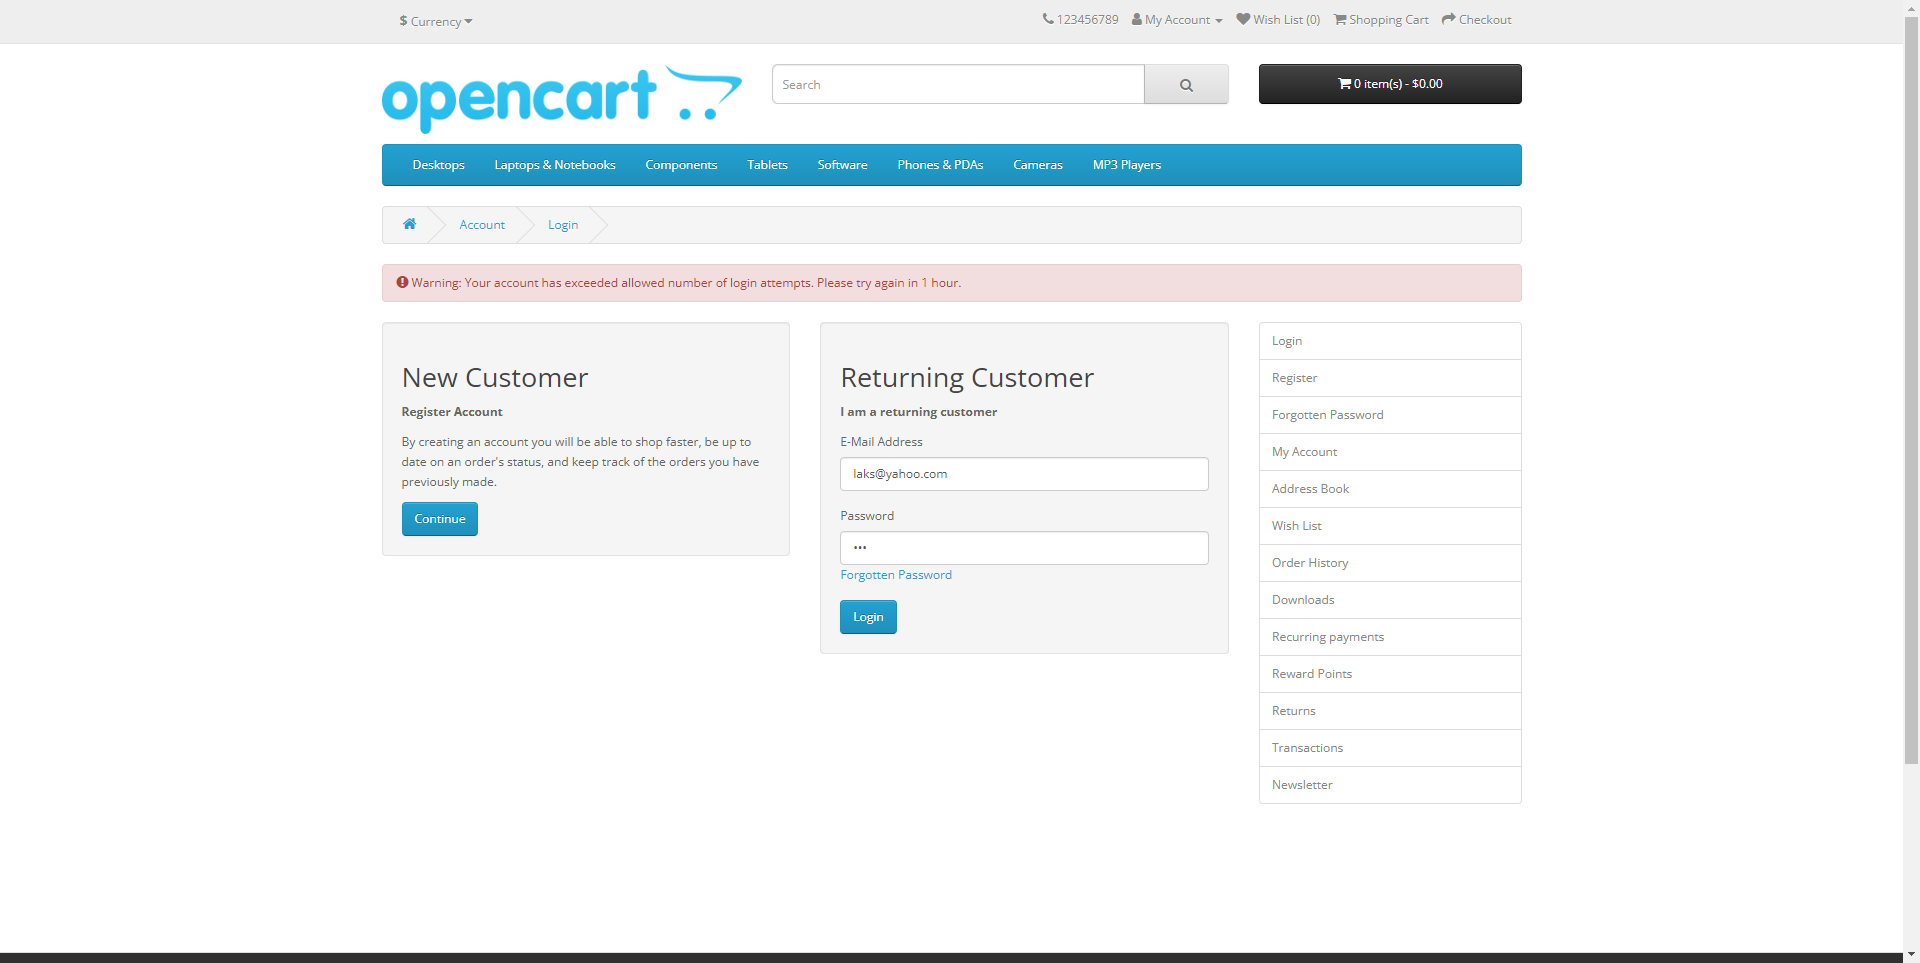 $ Currency
123456789 My Account Wish List (0) Shopping Cart Checkout
opencart
Search
0 item(s) - $0.00
Desktops Laptops & Notebooks Components Tablets Software Phones & PDAs Cameras MP3 Players
Account Login
Warning: Your account has exceeded allowed number of login attempts. Please try again in 1 hour.
New Customer
Register Account
By creating an account you will be able to shop faster, be up to
date on an order's status, and keep track of the orders you have
previously made.
Continue
Returning Customer
I am a returning customer
E-Mail Address
laks@yahoo.com
Password
•••
Forgotten Password
Login
Login
Register
Forgotten Password
My Account
Address Book
Wish List
Order History
Downloads
Recurring payments
Reward Points
Returns
Transactions
Newsletter